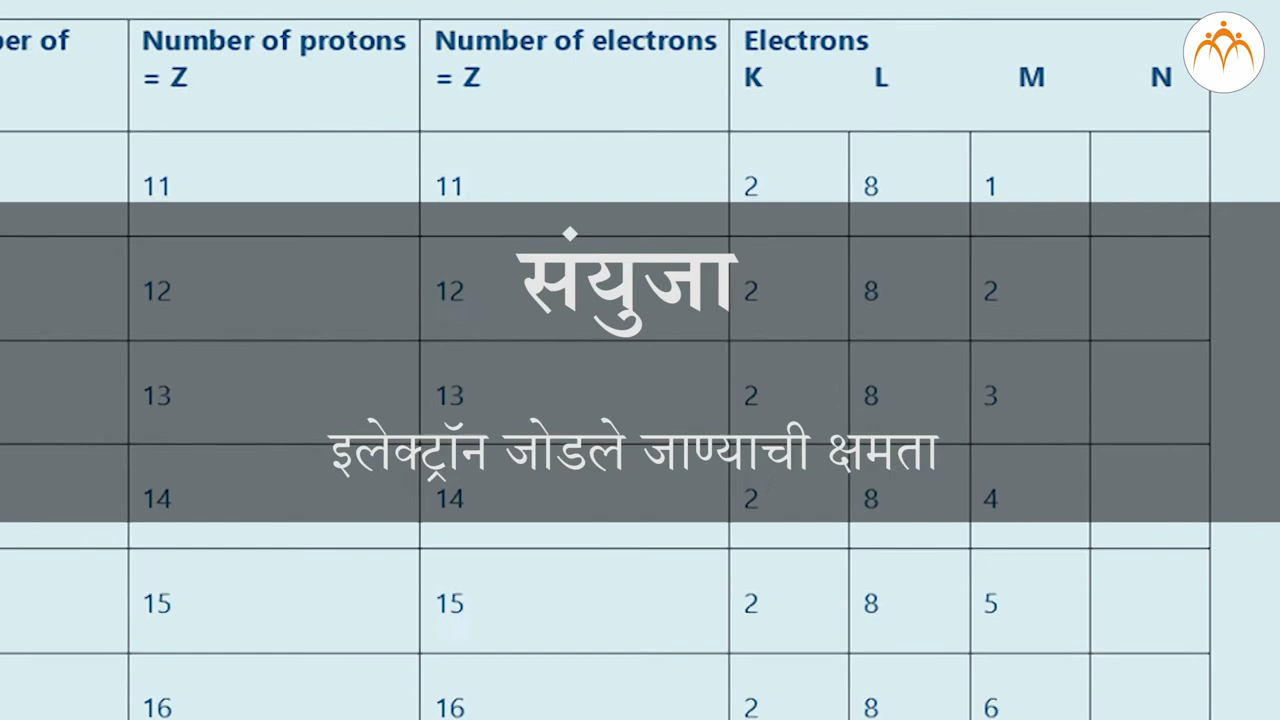 ber of Number of protons Number of electrons Electrons
= Z = Z K L M N
11 11 2 8 1
संयुजा
12 12 2 8 2
13 13 2 8 3
इलेक्ट्रॉन जोडले जाण्याची क्षमता
14 14 2 8 4
15 15 2 8 5
16 16 2 8 6